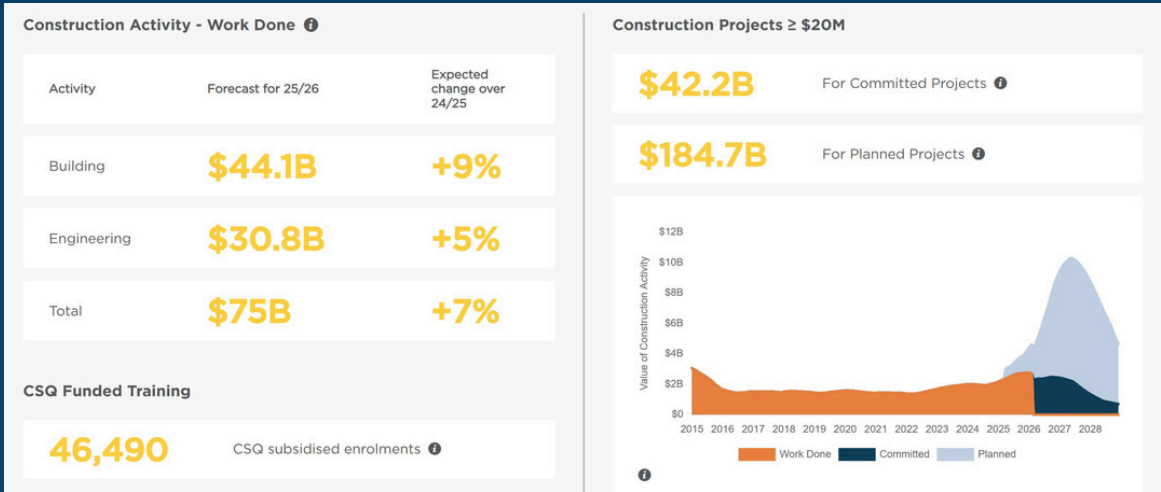 Construction Activity - Work Done
Activity
Forecast for 25/26
Expected
change over
24/25
Building
$44.1B
+9%
Engineering
$30.8B
+5%
Total
$75B
+7%
CSQ Funded Training
46,490
CSQ subsidised enrolments
Construction Projects ≥ $20M
$42.2B
For Committed Projects
$184.7B
For Planned Projects
Value of Construction Activity
$12B
$10B
$8B
$6B
$4B
$2B
$0
2015 2016 2017 2018 2019 2020 2021 2022 2023 2024 2025 2026 2027 2028
Work Done Committed Planned